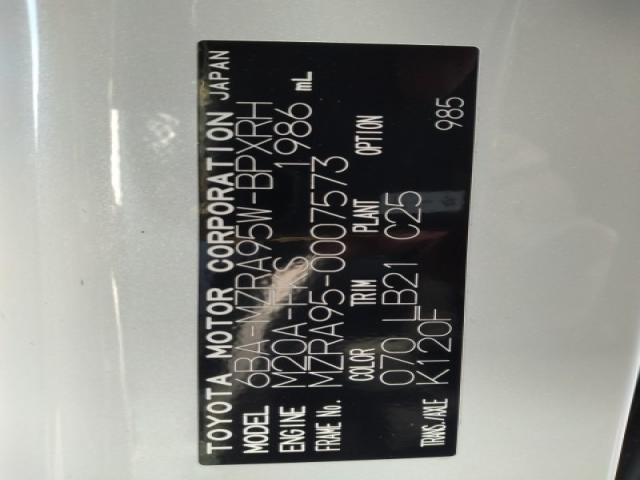 TOYOTA MOTOR CORPORATION JAPAN
MODEL 6BA-MZRA95W-BPXRH
ENGINE M20A-FKS 1986 mL
FRAME No. MZRA95-0007573
COLOR TRIM PLANT OPTION
070 LB21 C25
TRANS./AXLE K120F 985